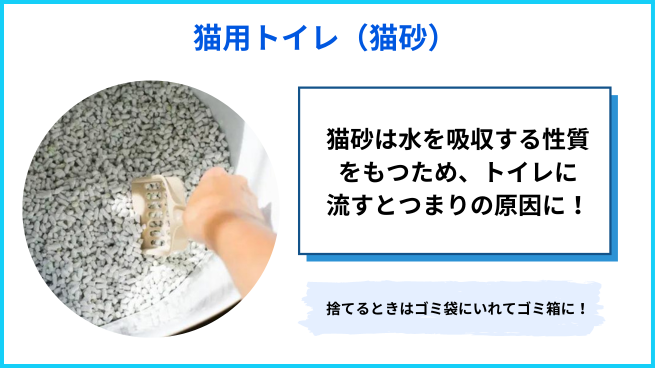 猫用トイレ（猫砂）
猫砂は水を吸収する性質
をもつため、トイレに
流すとつまりの原因に！
捨てるときはゴミ袋にいれてゴミ箱に！